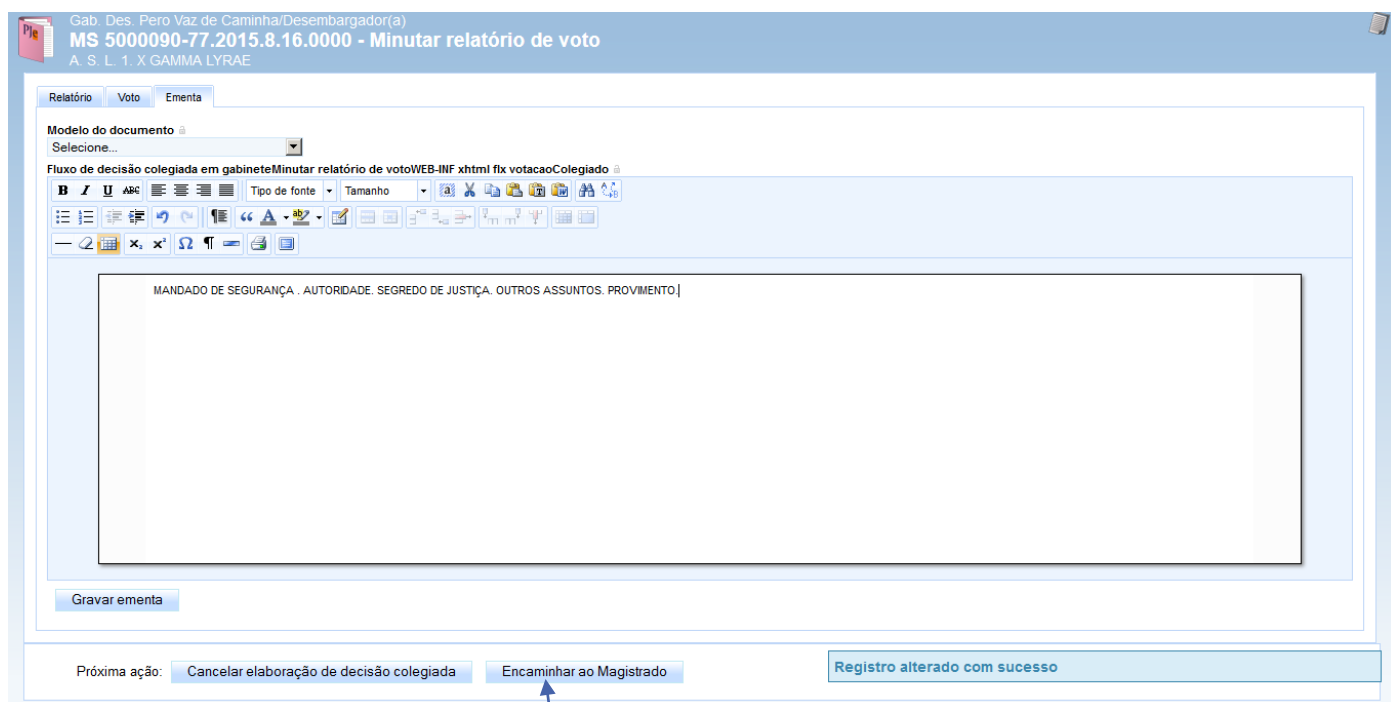 PJe
Gab. Des. Pero Vaz de Caminha/Desembargador(a)
MS 5000090-77.2015.8.16.0000 - Minutar relatório de voto
A. S. L. 1. X GAMMA LYRAE
Relatório Voto Ementa
Modelo do documento
Selecione...
Fluxo de decisão colegiada em gabineteMinutar relatório de votoWEB-INF xhtml flx votacaoColegiado
B I U ABC Tipo de fonte Tamanho
MANDADO DE SEGURANÇA . AUTORIDADE. SEGREDO DE JUSTIÇA. OUTROS ASSUNTOS. PROVIMENTO.
Gravar ementa
Próxima ação: Cancelar elaboração de decisão colegiada Encaminhar ao Magistrado Registro alterado com sucesso